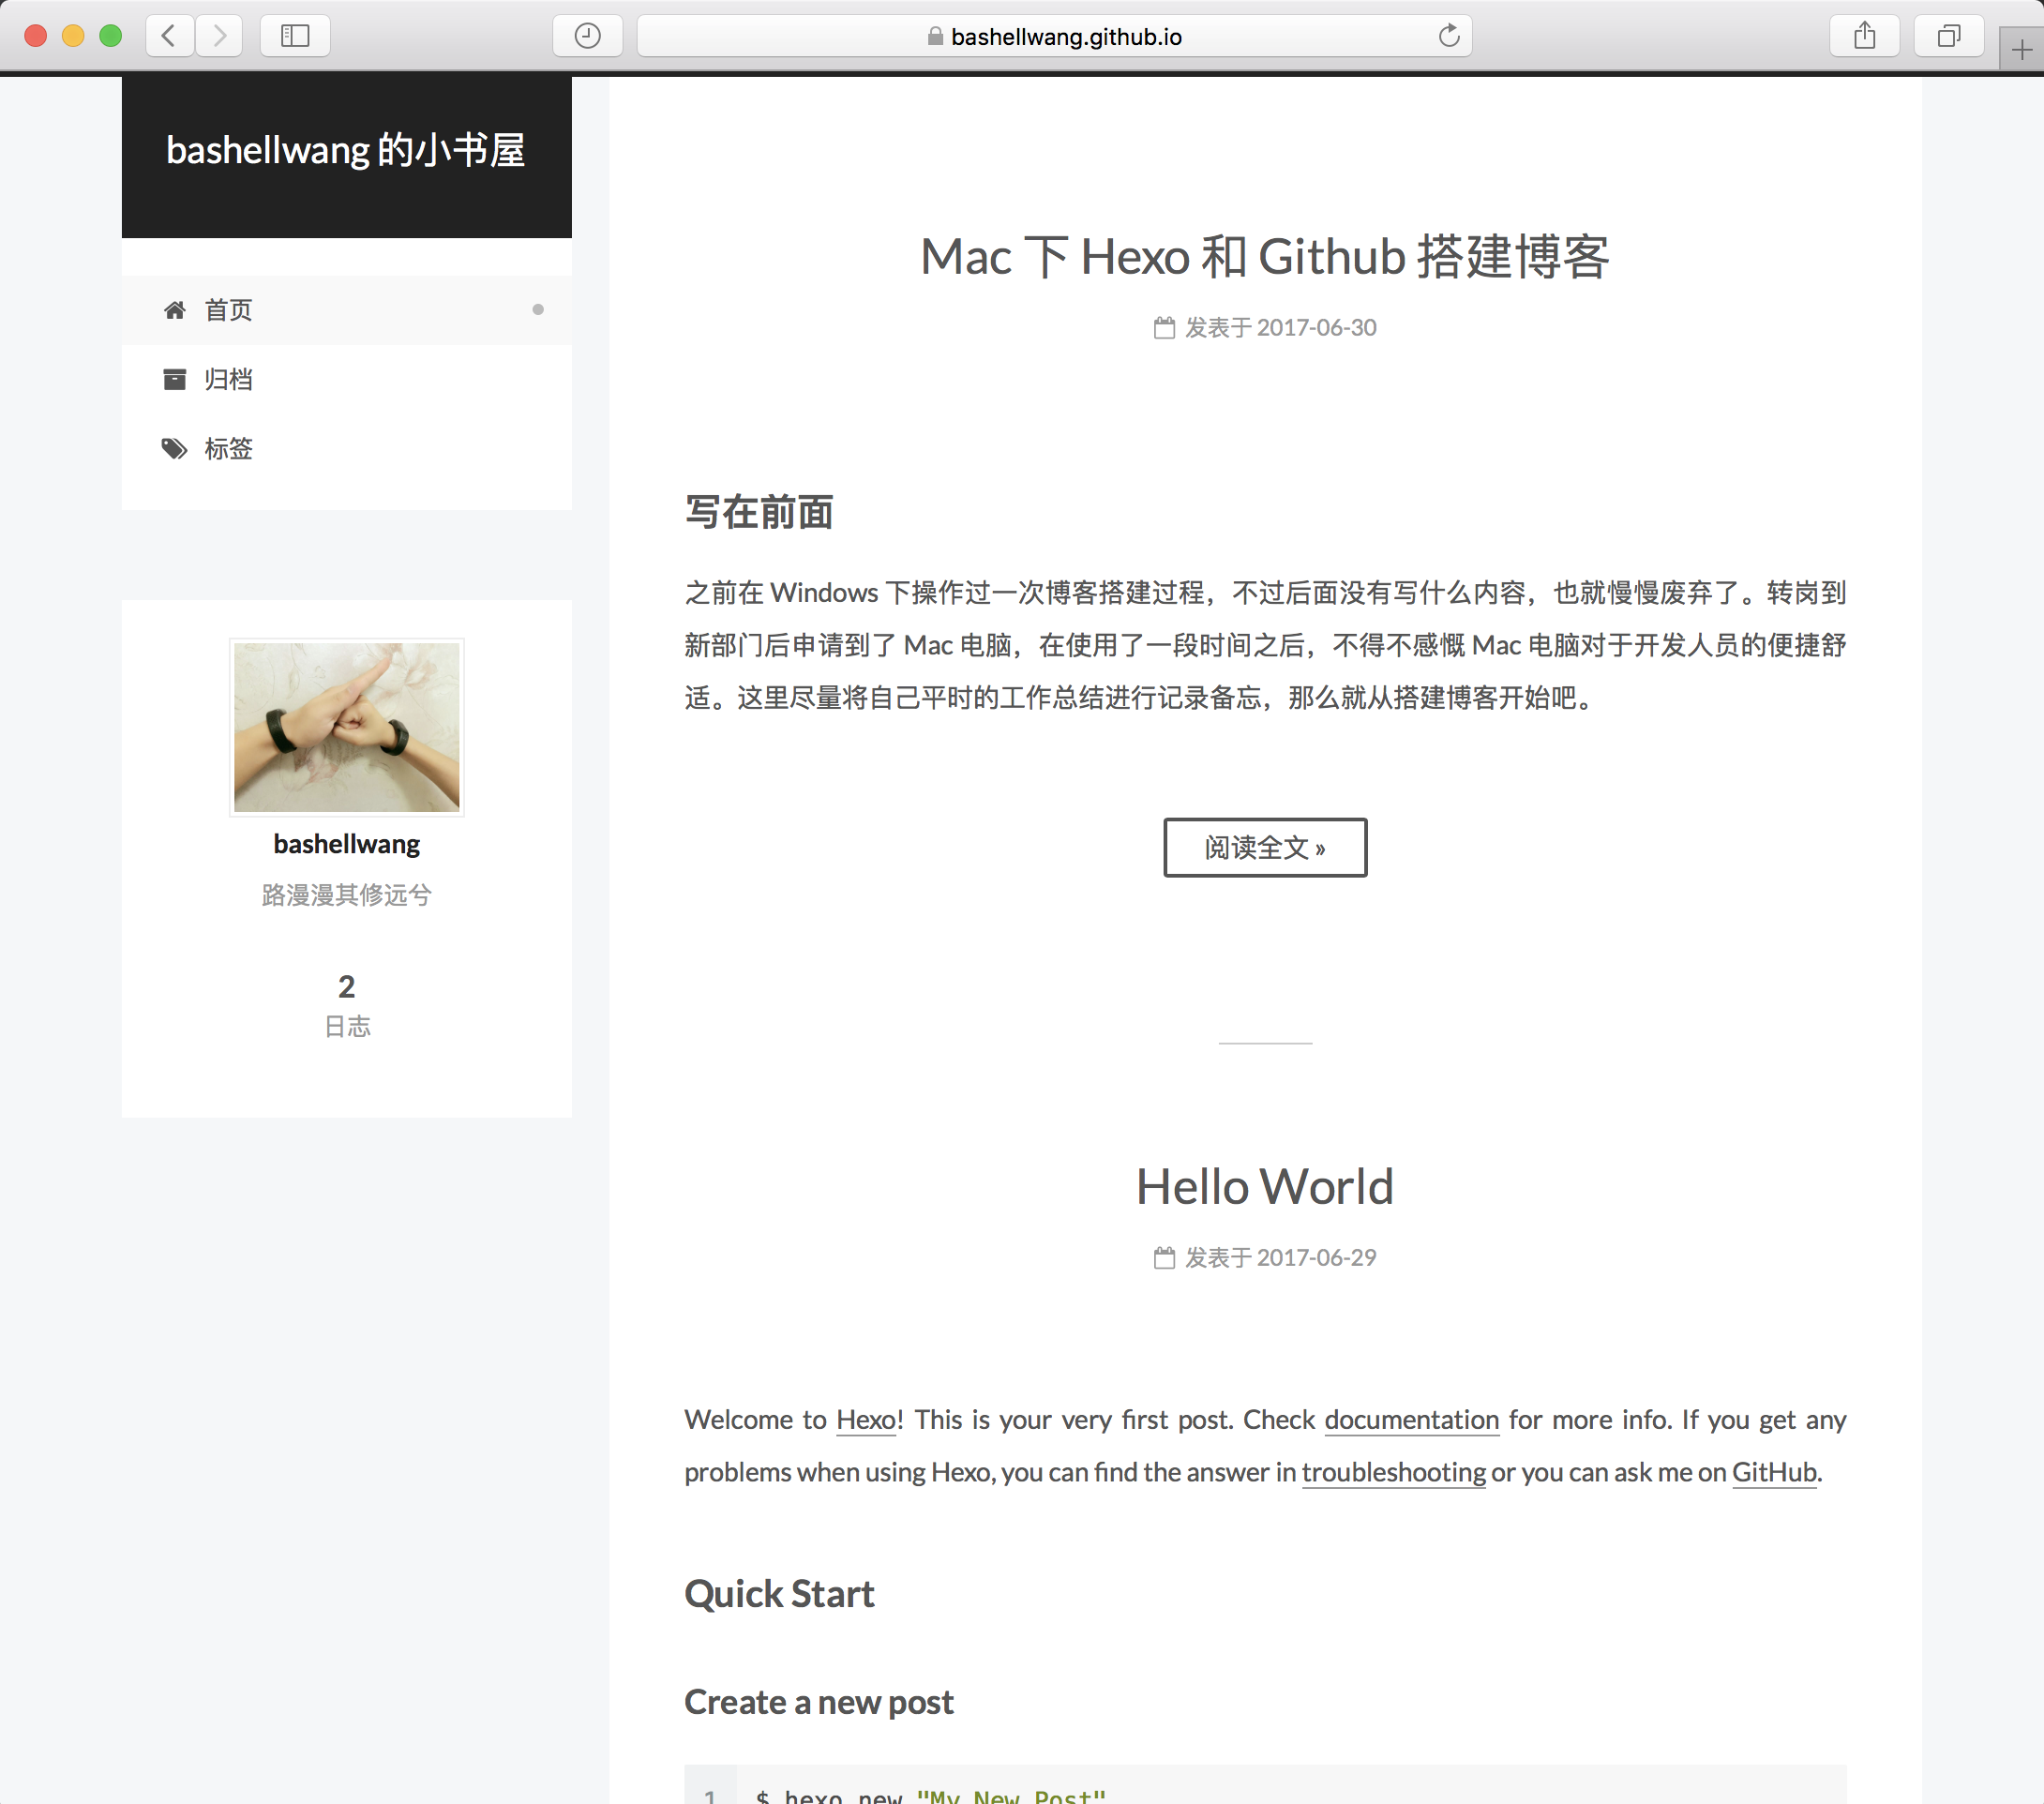 bashellwang.github.io
bashellwang 的小书屋
首页
归档
标签
bashellwang
路漫漫其修远兮
2
日志
Mac 下 Hexo 和 Github 搭建博客
发表于 2017-06-30
写在前面
之前在 Windows 下操作过一次博客搭建过程，不过后面没有写什么内容，也就慢慢废弃了。转岗到
新部门后申请到了 Mac 电脑，在使用了一段时间之后，不得不感慨 Mac 电脑对于开发人员的便捷舒
适。这里尽量将自己平时的工作总结进行记录备忘，那么就从搭建博客开始吧。
阅读全文 »
Hello World
发表于 2017-06-29
Welcome to Hexo! This is your very first post. Check documentation for more info. If you get any
problems when using Hexo, you can find the answer in troubleshooting or you can ask me on GitHub.
Quick Start
Create a new post
1 $ hexo new "My New Post"